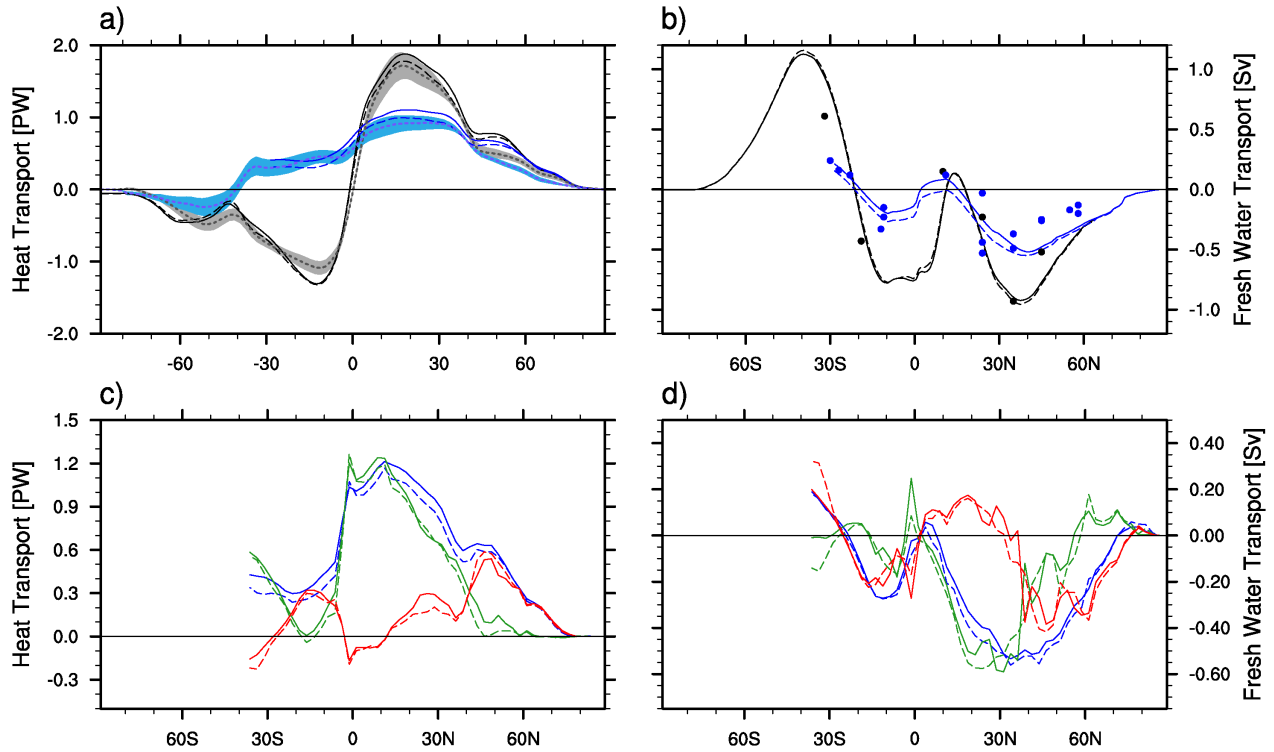 a)
b)
2.0
1.0
0.0
-1.0
-2.0
Heat Transport [PW]
-60
-30
0
30
60
1.0
0.5
0.0
-0.5
-1.0
Fresh Water Transport [Sv]
60S
30S
0
30N
60N
c)
d)
1.5
1.2
0.9
0.6
0.3
0.0
-0.3
Heat Transport [PW]
60S
30S
0
30N
60N
0.40
0.20
0.00
-0.20
-0.40
-0.60
Fresh Water Transport [Sv]
60S
30S
0
30N
60N